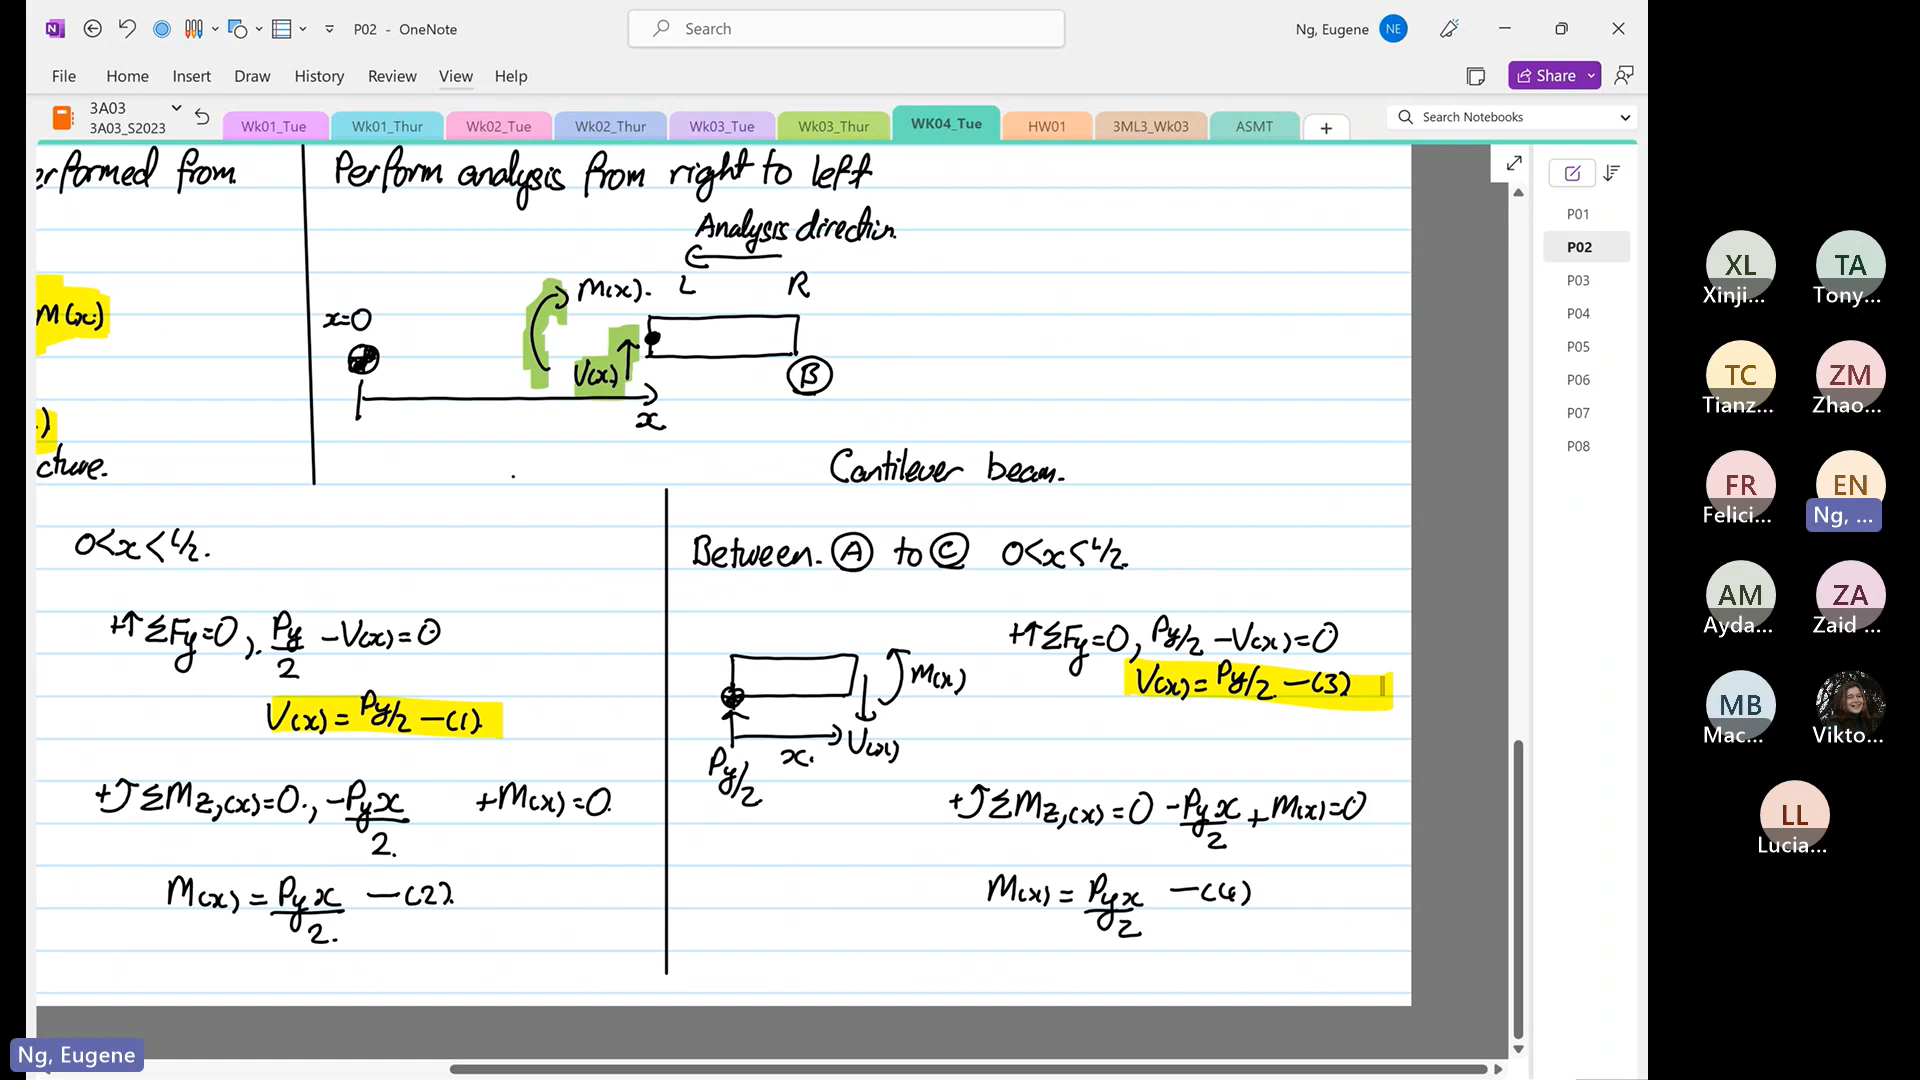 P02 - OneNote
Search
Ng, Eugene
NE
File Home Insert Draw History Review View Help
Share
3A03
3A03_S2023
Wk01_Tue Wk01_Thur Wk02_Tue Wk02_Thur Wk03_Tue Wk03_Thur WK04_Tue HW01 3ML3_Wk03 ASMT +
Search Notebooks
P01
P02
P03
P04
P05
P06
P07
P08
erformed from.
M(x)
)
cture.
Perform analysis from right to left
Analysis direction.
L R
M(x).
x=0
V(x)
B
x
Cantilever beam.
0<x<L/2.
+↑ΣFy=0, Py/2 -V(x)=0
V(x)=Py/2 -(1)
+ΣMz,(x)=0., -Pyx/2. +M(x)=0.
M(x)=Pyx/2. -(2).
Between. A to C 0<x<L/2.
+↑ΣFy=0, Py/2 -V(x)=0
V(x)=Py/2 -(3)
M(x)
V(x)
x.
Py/2
+ΣMz,(x)=0 -Pyx/2 +M(x)=0
M(x)=Pyx/2 -(4)
XL
Xinji...
TA
Tony...
TC
Tianz...
ZM
Zhao...
FR
Felici...
EN
Ng, ...
AM
Ayda...
ZA
Zaid ...
MB
Mac...
Vikto...
LL
Lucia...
Ng, Eugene